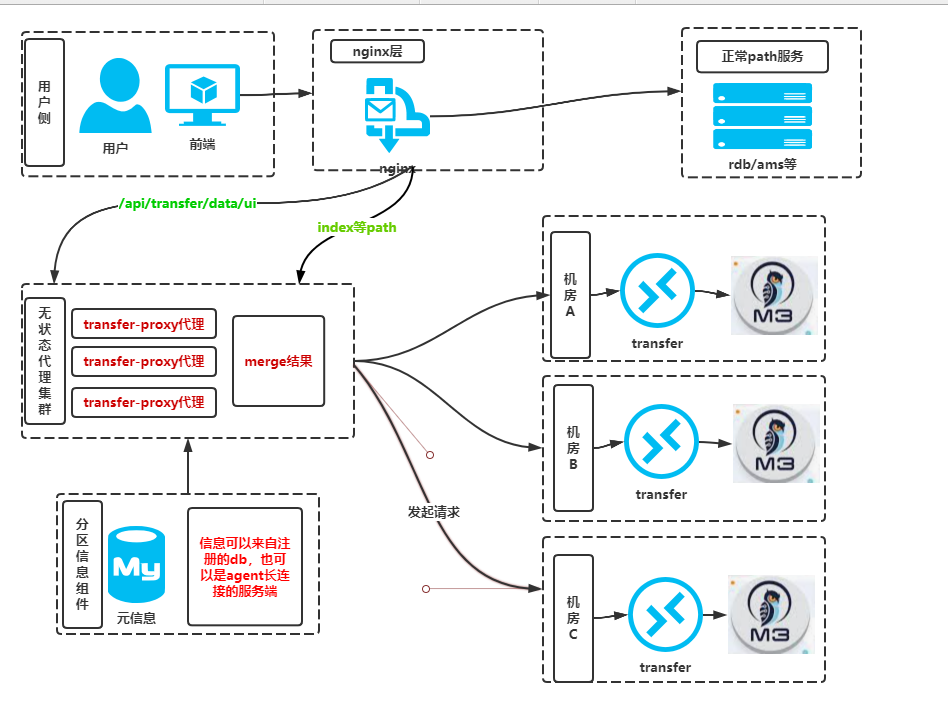 用
户
侧
用户
前端
nginx层
nginx
正常path服务
rdb/ams等
/api/transfer/data/ui
index等path
无
状
态
代
理
集
群
transfer-proxy代理
transfer-proxy代理
transfer-proxy代理
merge结果
分
区
信
息
组
件
My
元信息
信息可以来自注
册的db，也可
以是agent长连
接的服务端
发起请求
机
房
A
transfer
M3
机
房
B
transfer
M3
机
房
C
transfer
M3